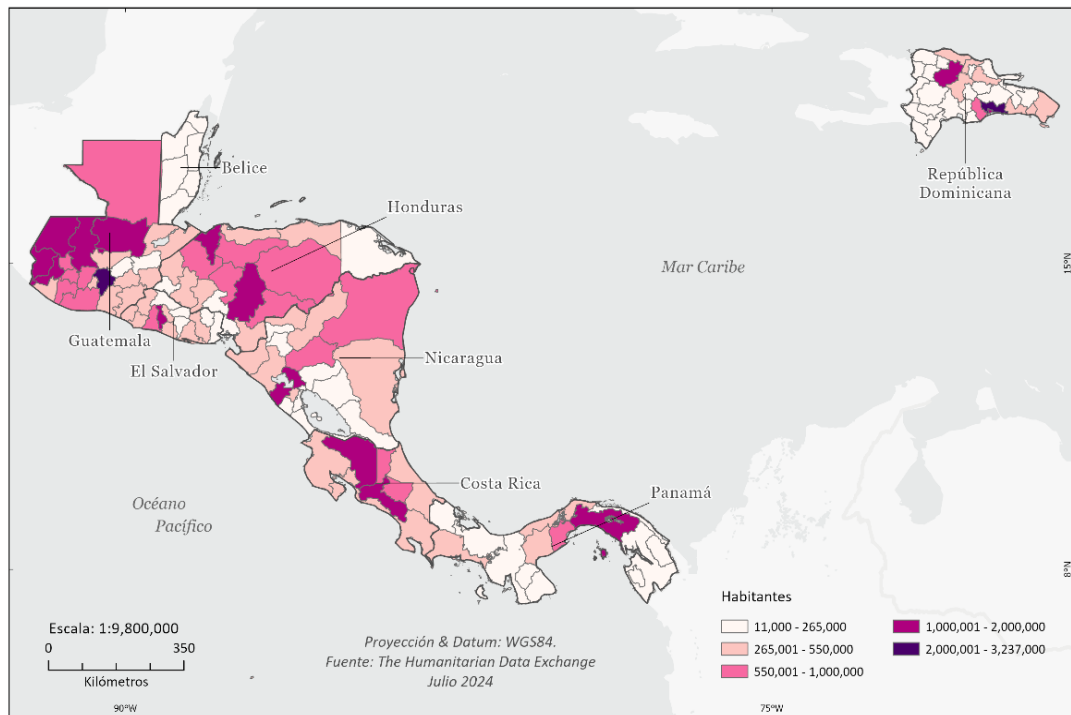 Belice
República
Dominicana
Honduras
Mar Caribe
15°N
Guatemala
El Salvador
Nicaragua
Costa Rica
Panamá
Océano
Pacífico
8°N
Habitantes
11,000 - 265,000
265,001 - 550,000
550,001 - 1,000,000
1,000,001 - 2,000,000
2,000,001 - 3,237,000
Escala: 1:9,800,000
0 350
Kilómetros
Proyección & Datum: WGS84.
Fuente: The Humanitarian Data Exchange
Julio 2024
90°W
75°W